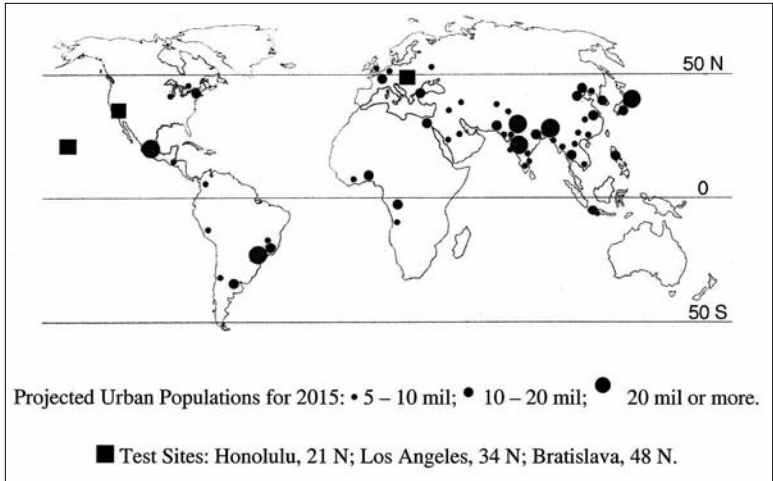 50 N
0
50 S
Projected Urban Populations for 2015: • 5 – 10 mil; ● 10 – 20 mil; ● 20 mil or more.
■ Test Sites: Honolulu, 21 N; Los Angeles, 34 N; Bratislava, 48 N.